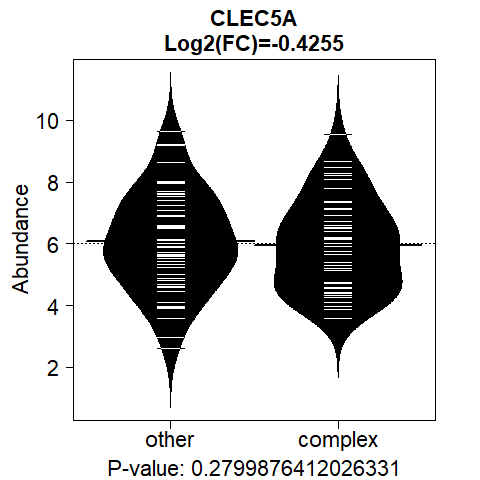 CLEC5A
Log2(FC)=-0.4255
Abundance
10
8
6
4
2
other complex
P-value: 0.2799876412026331